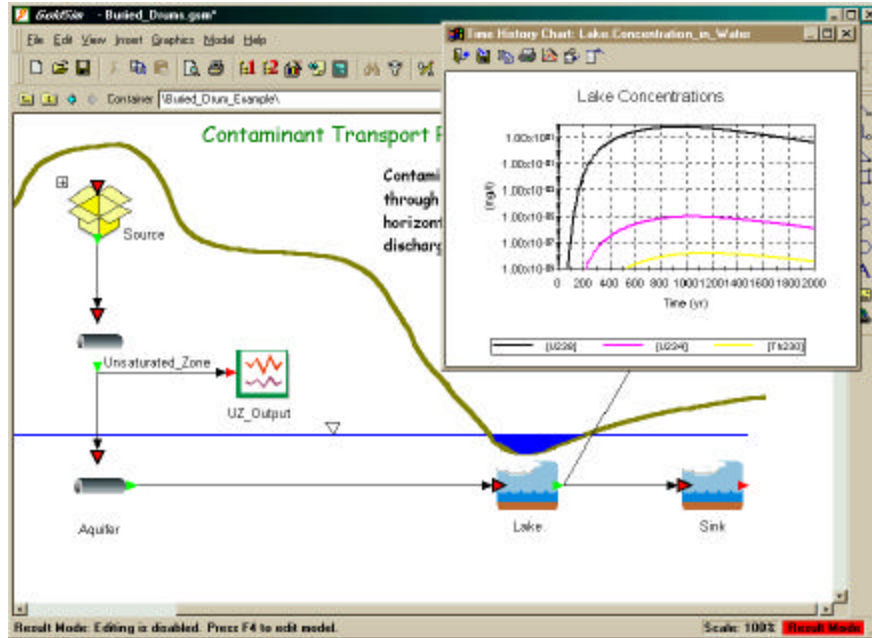 GoldSim - Buried_Drums.gsm*
File Edit View Insert Graphics Model Help
Container \Buried_Drum_Example\
Contaminant Transport
Contami
through
horizont
discharg
Source
Unsaturated_Zone
UZ_Output
Aquifer
Lake
Sink
Time History Chart: Lake.Concentration_in_Water
Lake Concentrations
(mg/l)
0 200 400 600 800 1000 1200 1400 1600 1800 2000
Time (yr)
[U238] [U234] [Th230]
Result Mode: Editing is disabled. Press F4 to edit model.
Scale: 100% Result Mode